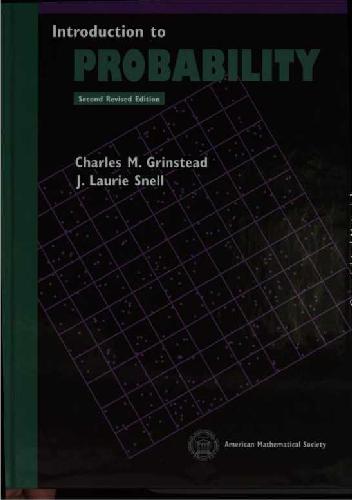 Introduction to
PROBABILITY
Second Revised Edition
Charles M. Grinstead
J. Laurie Snell
American Mathematical Society